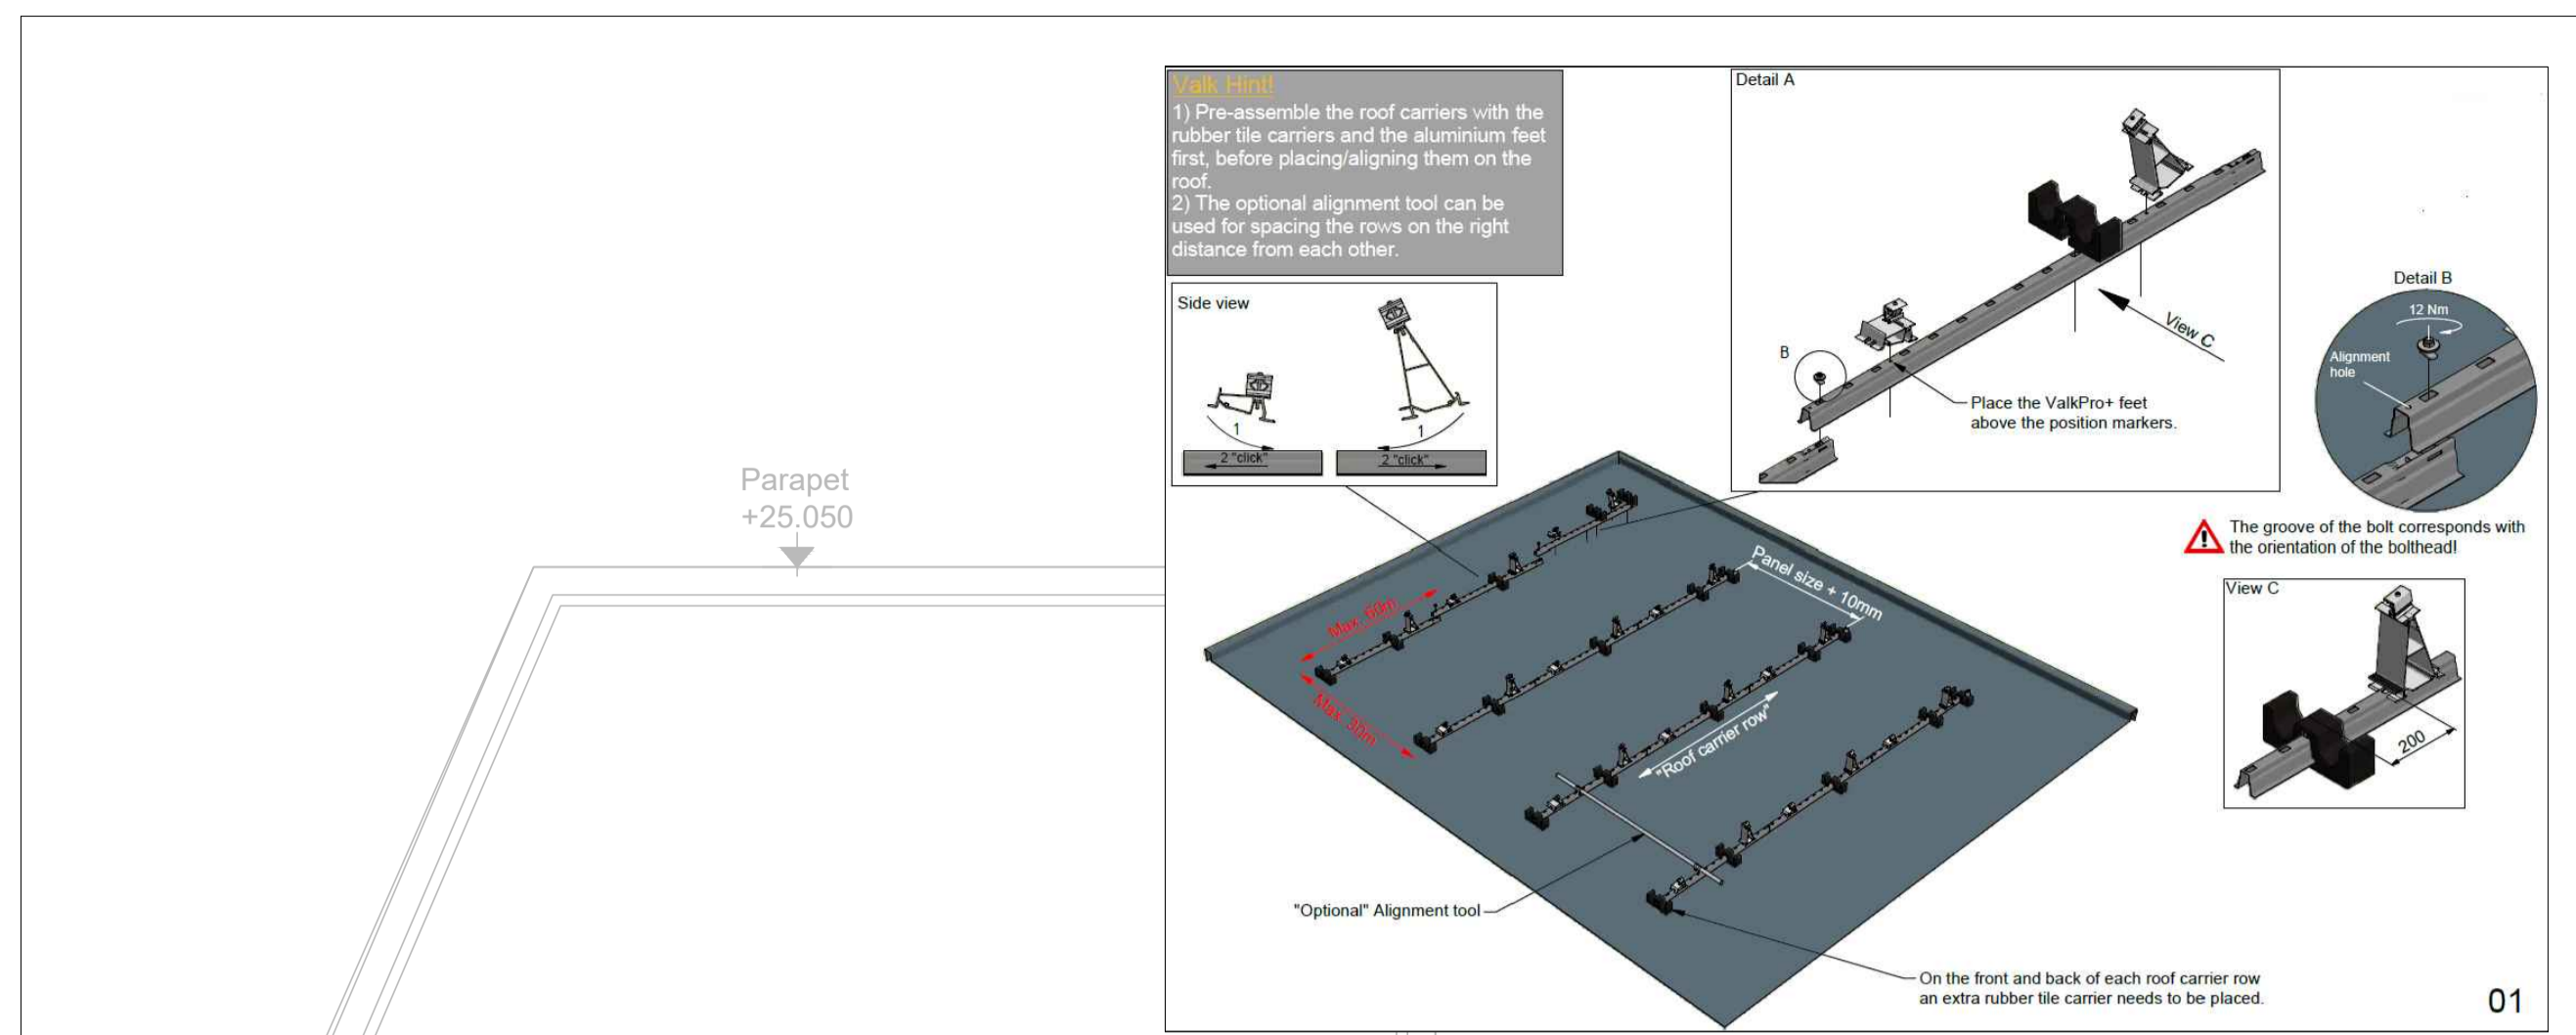 Valk Hint!
1) Pre-assemble the roof carriers with the
rubber tile carriers and the aluminium feet
first, before placing/aligning them on the
roof.
2) The optional alignment tool can be
used for spacing the rows on the right
distance from each other.
Side view
1
2 "click"
1
2 "click"
Detail A
B
View C
Place the ValkPro+ feet
above the position markers.
Detail B
12 Nm
Alignment
hole
The groove of the bolt corresponds with
the orientation of the bolthead!
View C
200
Parapet
+25.050
Panel size + 10mm
Max. 60m
Max. 30m
"Roof carrier row"
"Optional" Alignment tool
On the front and back of each roof carrier row
an extra rubber tile carrier needs to be placed.
01